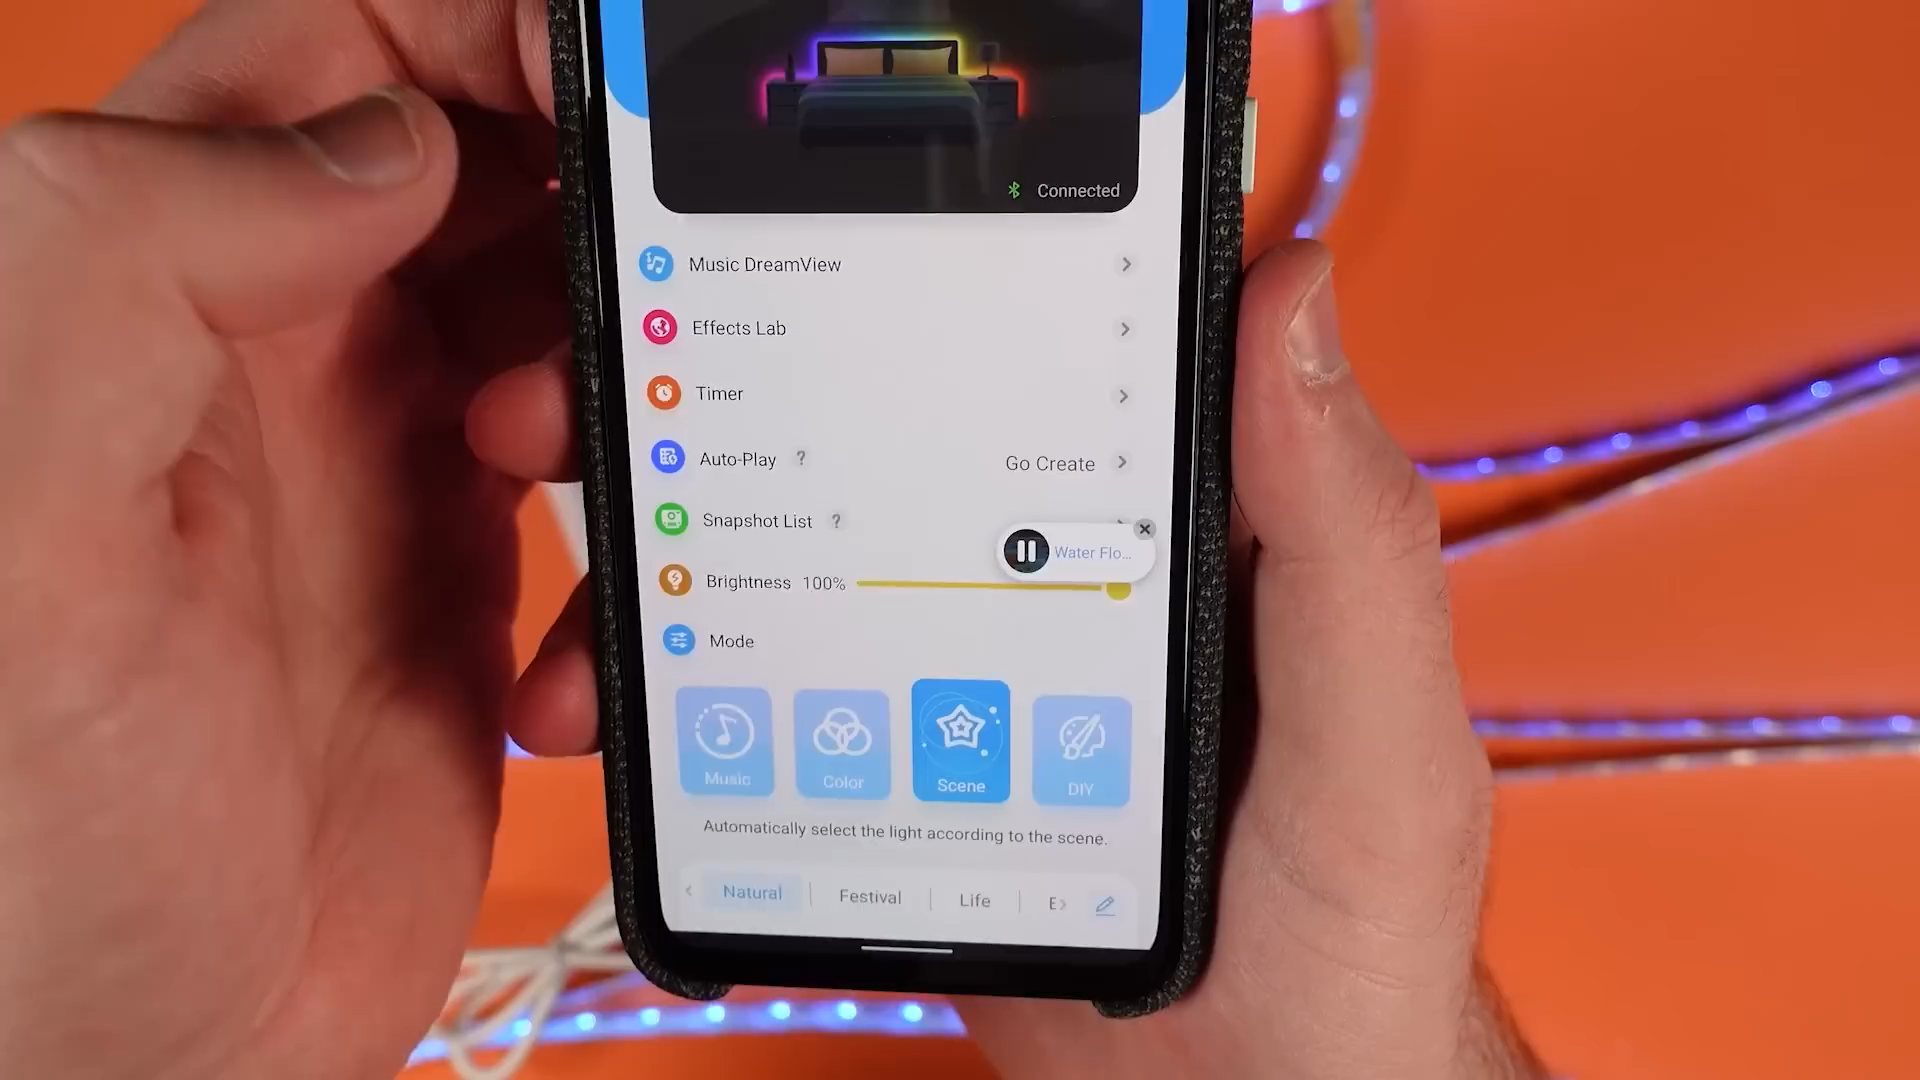 Connected
Music DreamView
Effects Lab
Timer
Auto-Play ? Go Create
Snapshot List ?
Water Flo...
Brightness 100%
Mode
Music Color Scene DIY
Automatically select the light according to the scene.
Natural Festival Life E